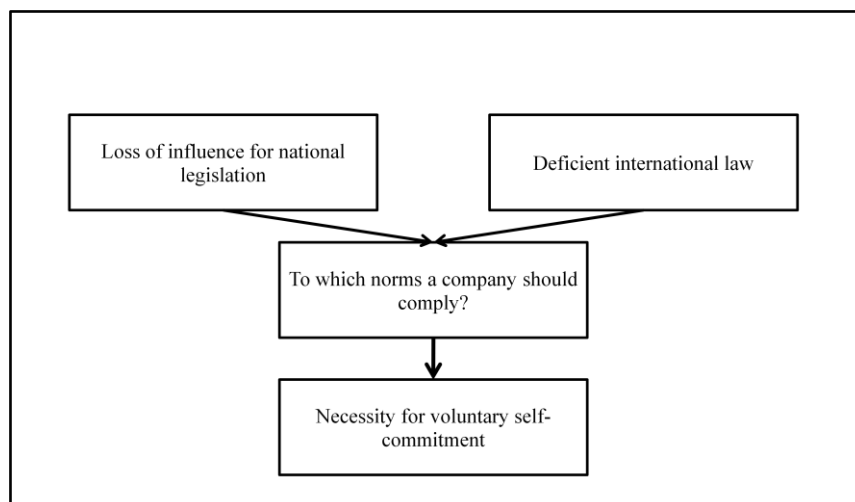 Loss of influence for national
legislation
Deficient international law
To which norms a company should
comply?
Necessity for voluntary self-
commitment